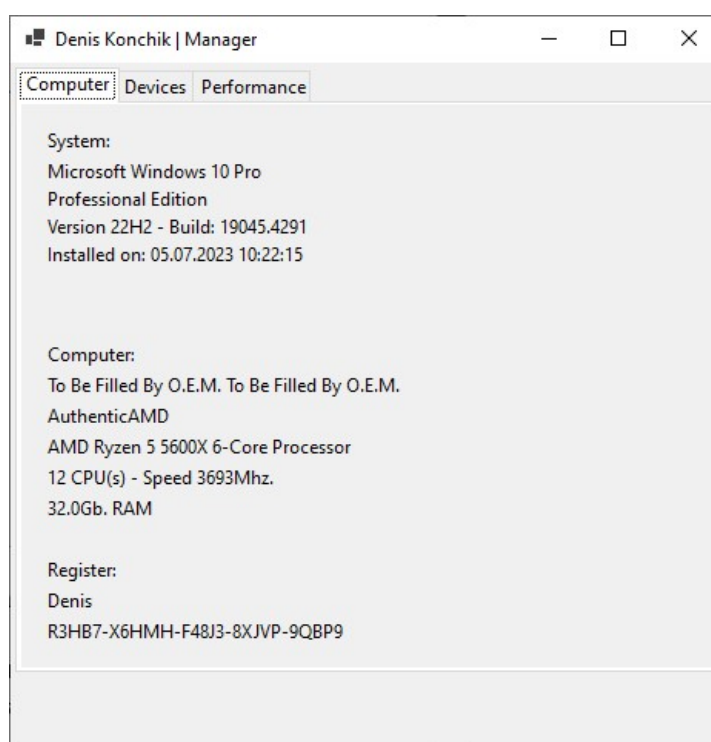 Denis Konchik | Manager
Computer Devices Performance
System:
Microsoft Windows 10 Pro
Professional Edition
Version 22H2 - Build: 19045.4291
Installed on: 05.07.2023 10:22:15
Computer:
To Be Filled By O.E.M. To Be Filled By O.E.M.
AuthenticAMD
AMD Ryzen 5 5600X 6-Core Processor
12 CPU(s) - Speed 3693Mhz.
32.0Gb. RAM
Register:
Denis
R3HB7-X6HMH-F48J3-8XJVP-9QBP9